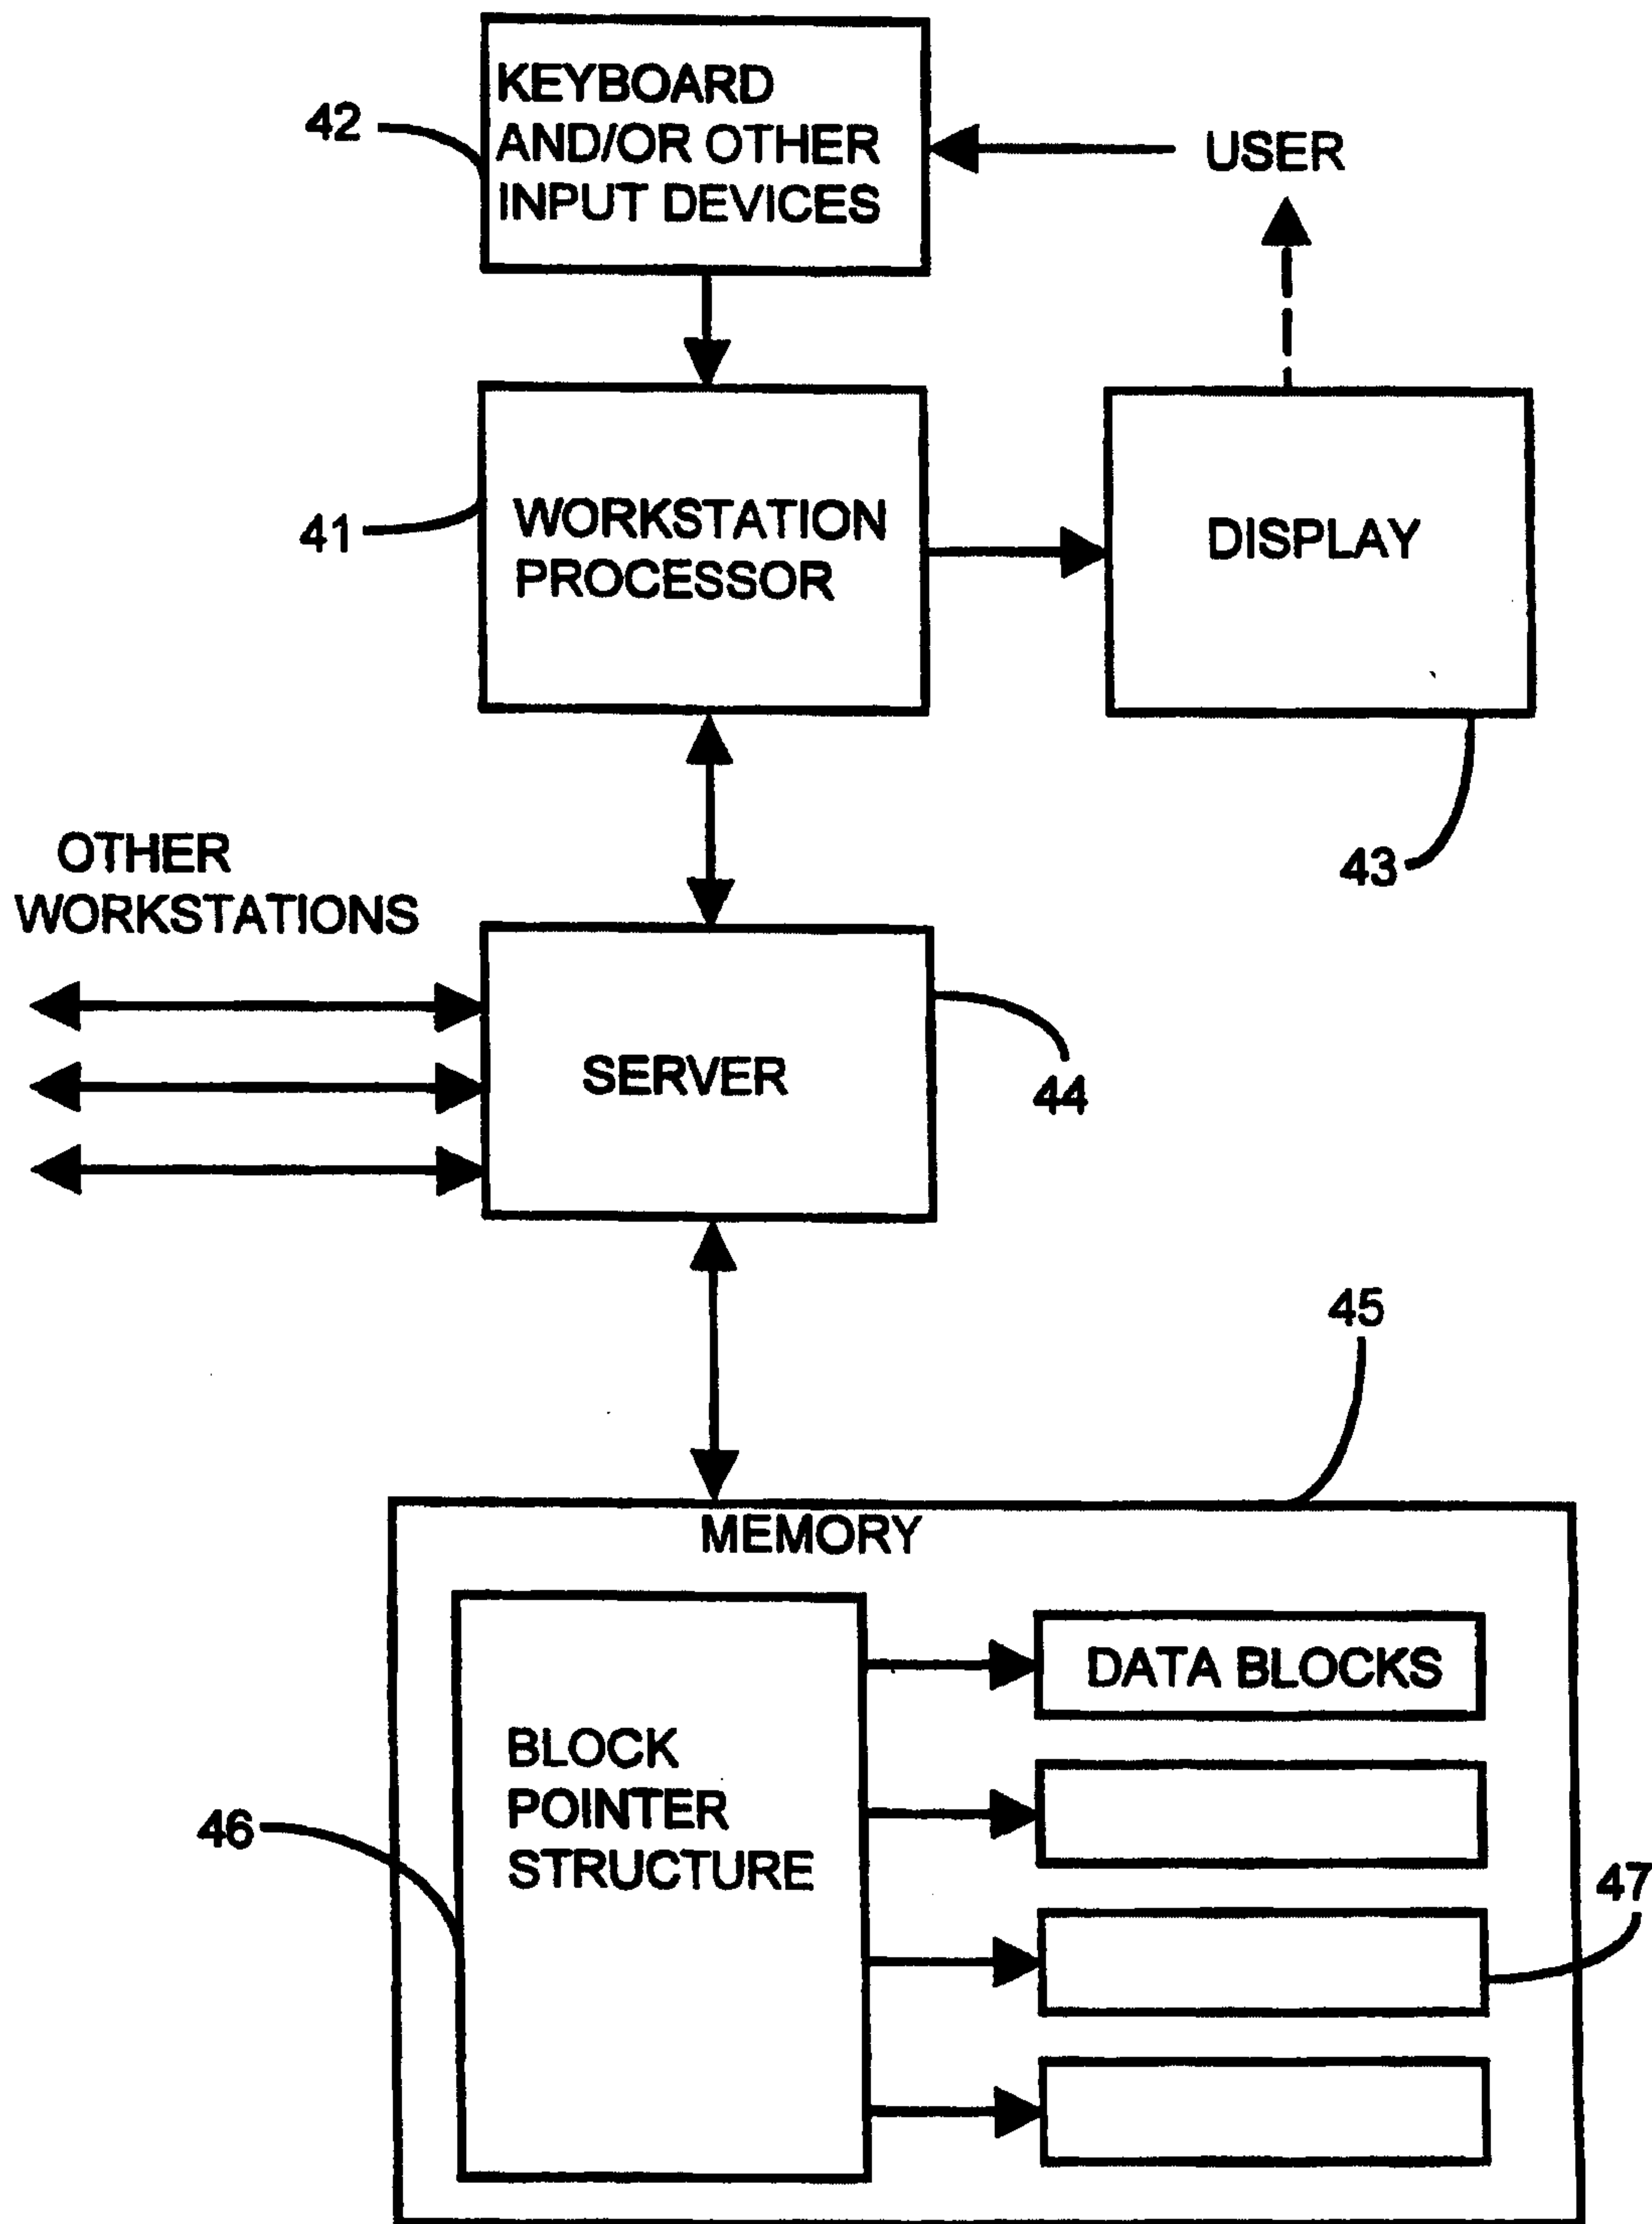 KEYBOARD
AND/OR OTHER
INPUT DEVICES
42
USER
41
WORKSTATION
PROCESSOR
DISPLAY
43
OTHER
WORKSTATIONS
SERVER
44
45
MEMORY
DATA BLOCKS
BLOCK
POINTER
STRUCTURE
46
47